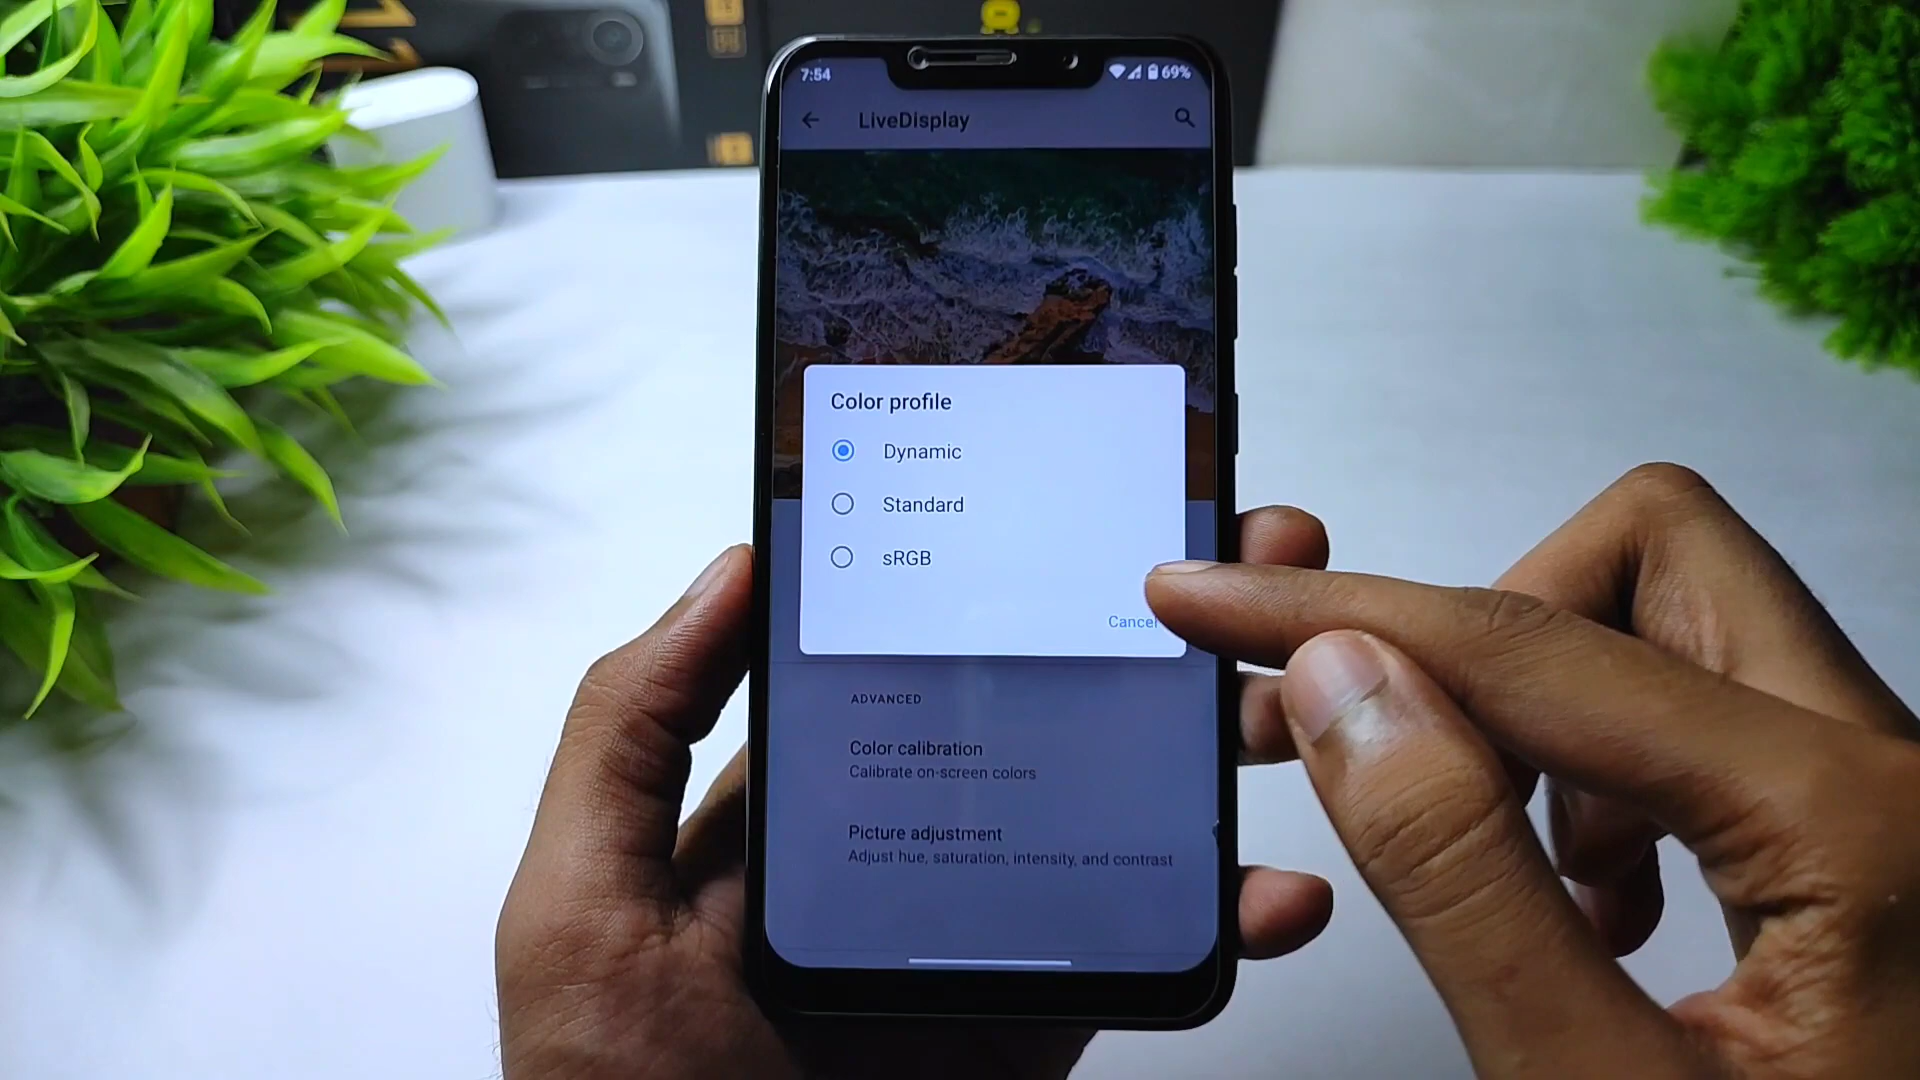 7:54
69%
LiveDisplay
Color profile
Dynamic
Standard
sRGB
Cancel
ADVANCED
Color calibration
Calibrate on-screen colors
Picture adjustment
Adjust hue, saturation, intensity, and contrast